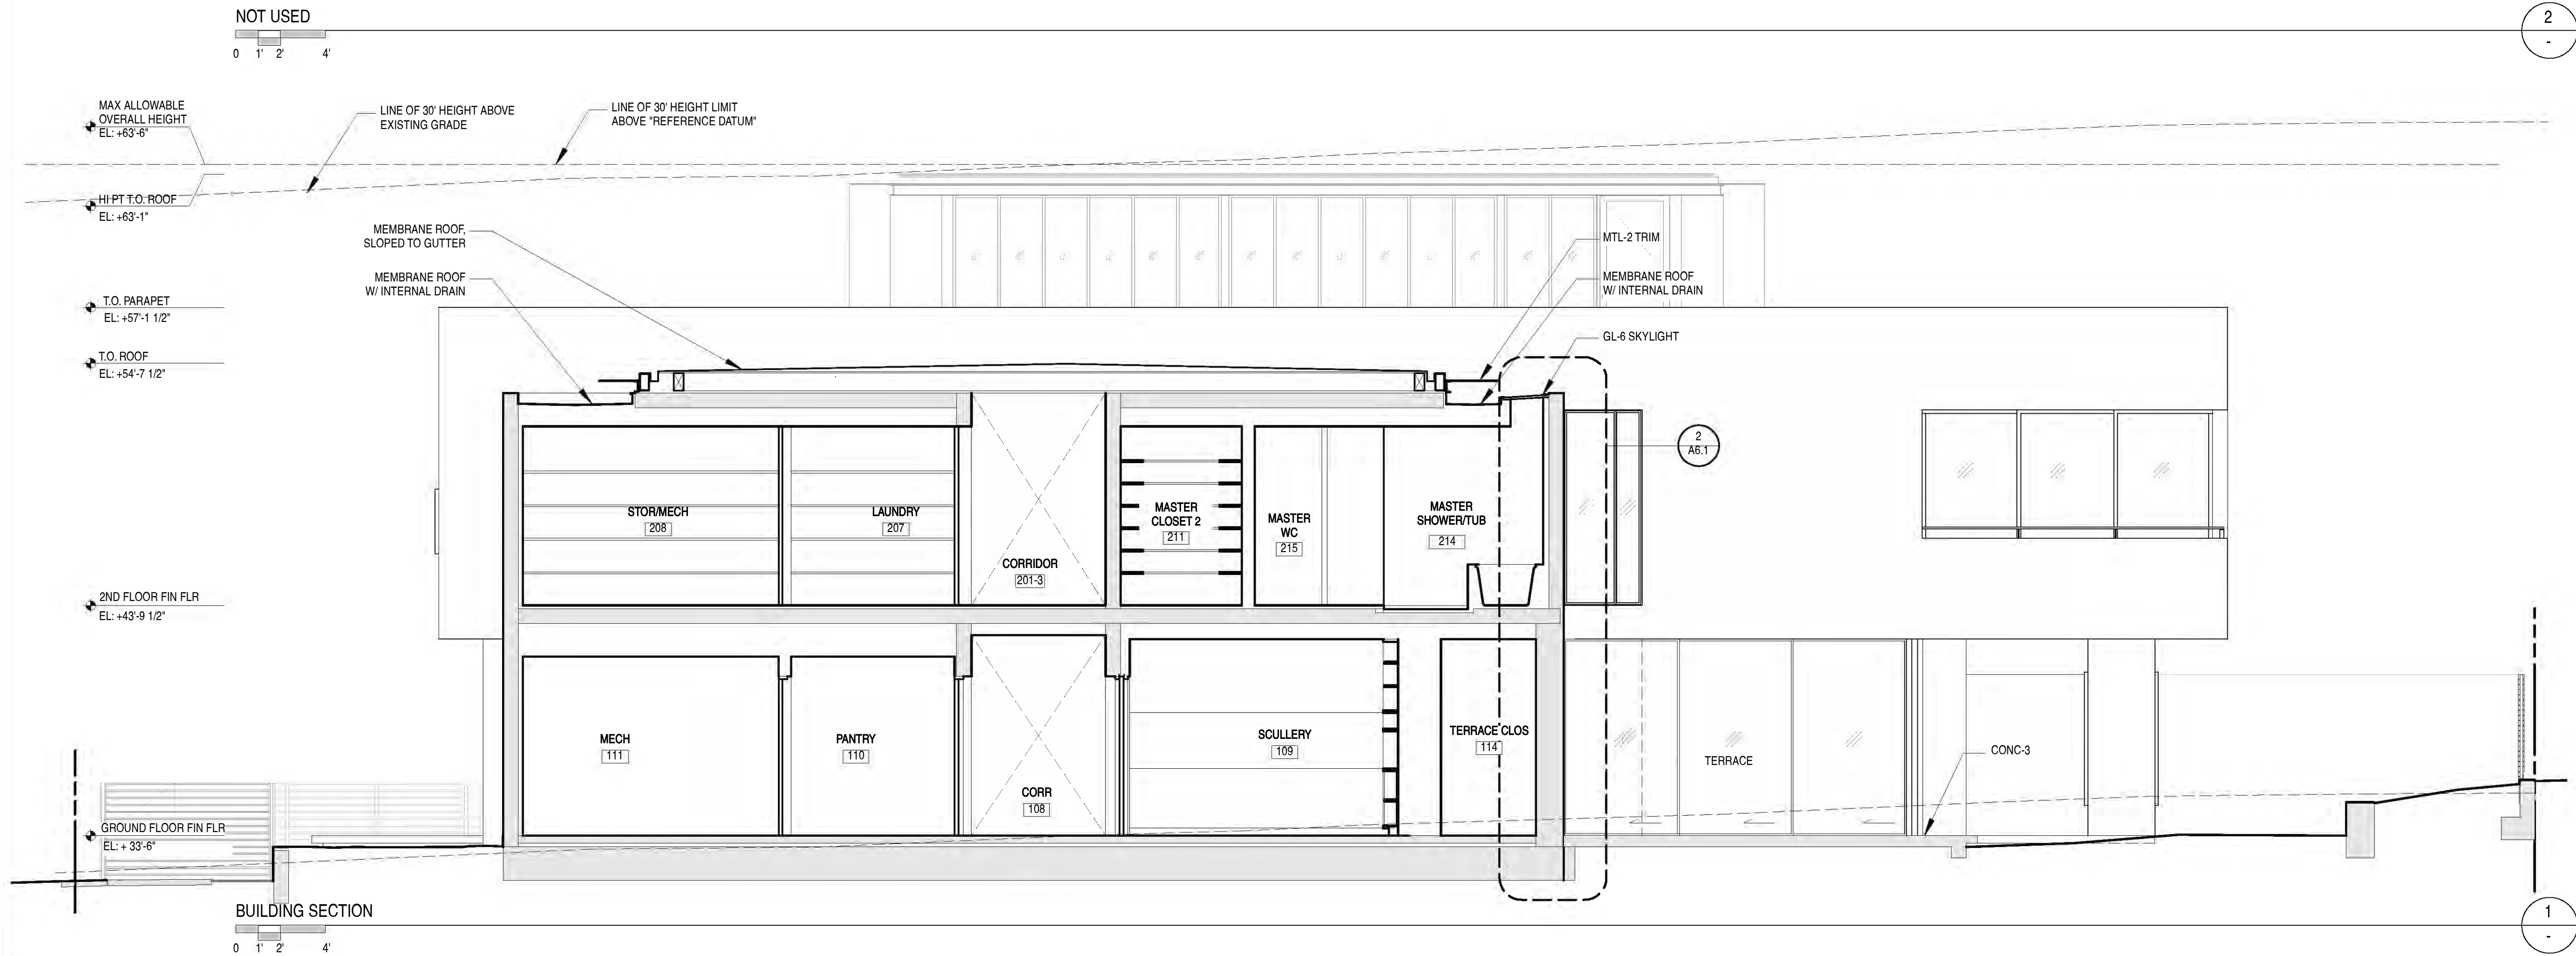 NOT USED
0 1' 2' 4'
2
-
MAX ALLOWABLE
OVERALL HEIGHT
EL: +63'-6"
LINE OF 30' HEIGHT ABOVE
EXISTING GRADE
LINE OF 30' HEIGHT LIMIT
ABOVE "REFERENCE DATUM"
HI PT T.O. ROOF
EL: +63'-1"
MEMBRANE ROOF,
SLOPED TO GUTTER
MEMBRANE ROOF
W/ INTERNAL DRAIN
MTL-2 TRIM
MEMBRANE ROOF
W/ INTERNAL DRAIN
GL-6 SKYLIGHT
T.O. PARAPET
EL: +57'-1 1/2"
T.O. ROOF
EL: +54'-7 1/2"
2
A6.1
STOR/MECH
208
LAUNDRY
207
CORRIDOR
201-3
MASTER
CLOSET 2
211
MASTER
WC
215
MASTER
SHOWER/TUB
214
2ND FLOOR FIN FLR
EL: +43'-9 1/2"
MECH
111
PANTRY
110
CORR
108
SCULLERY
109
TERRACE CLOS
114
TERRACE
CONC-3
GROUND FLOOR FIN FLR
EL: + 33'-6"
BUILDING SECTION
0 1' 2' 4'
1
-